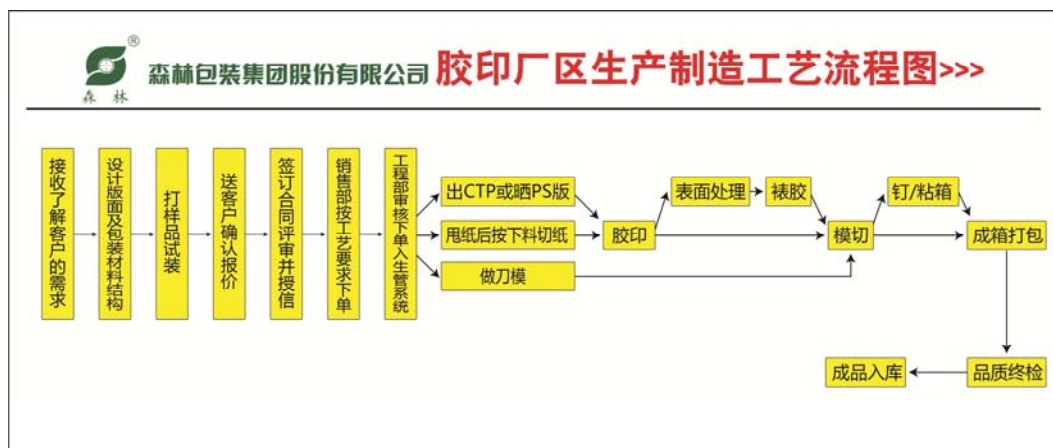 ®
森林
森林包装集团股份有限公司
胶印厂区生产制造工艺流程图>>>
接收了解客户的需求
设计版面及包装材料结构
打样品试装
送客户确认报价
签订合同评审并授信
销售部按工艺要求下单
工程部审核下单入生管系统
出CTP或晒PS版
甩纸后按下料切纸
做刀模
胶印
表面处理
裱胶
模切
钉/粘箱
成箱打包
品质终检
成品入库